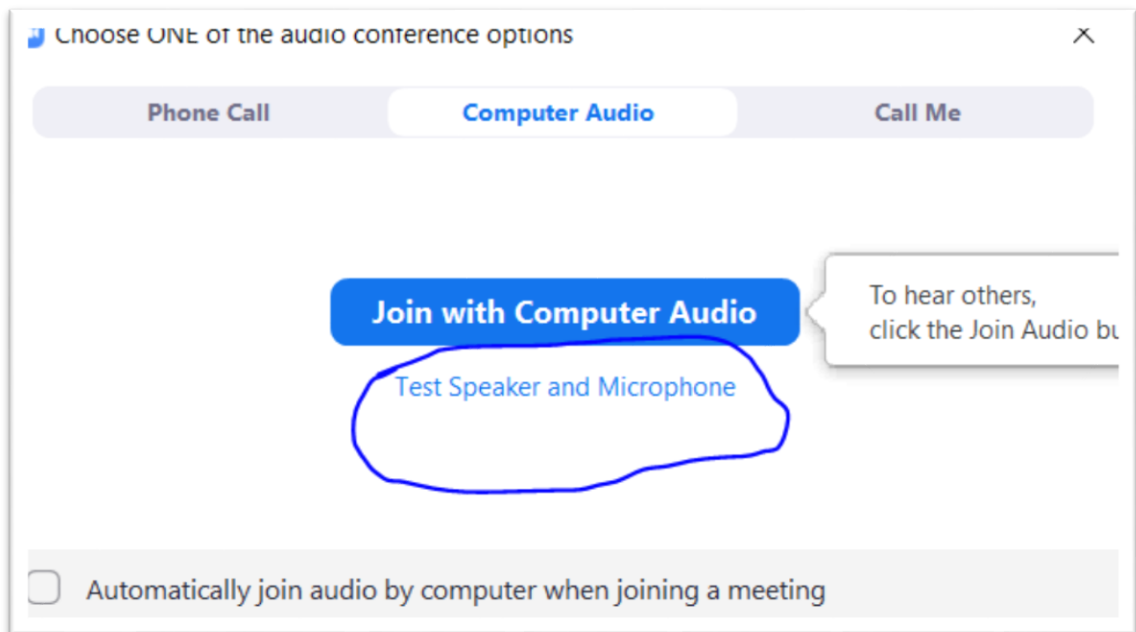 Choose ONE of the audio conference options
Phone Call
Computer Audio
Call Me
Join with Computer Audio
To hear others,
click the Join Audio bu
Test Speaker and Microphone
Automatically join audio by computer when joining a meeting